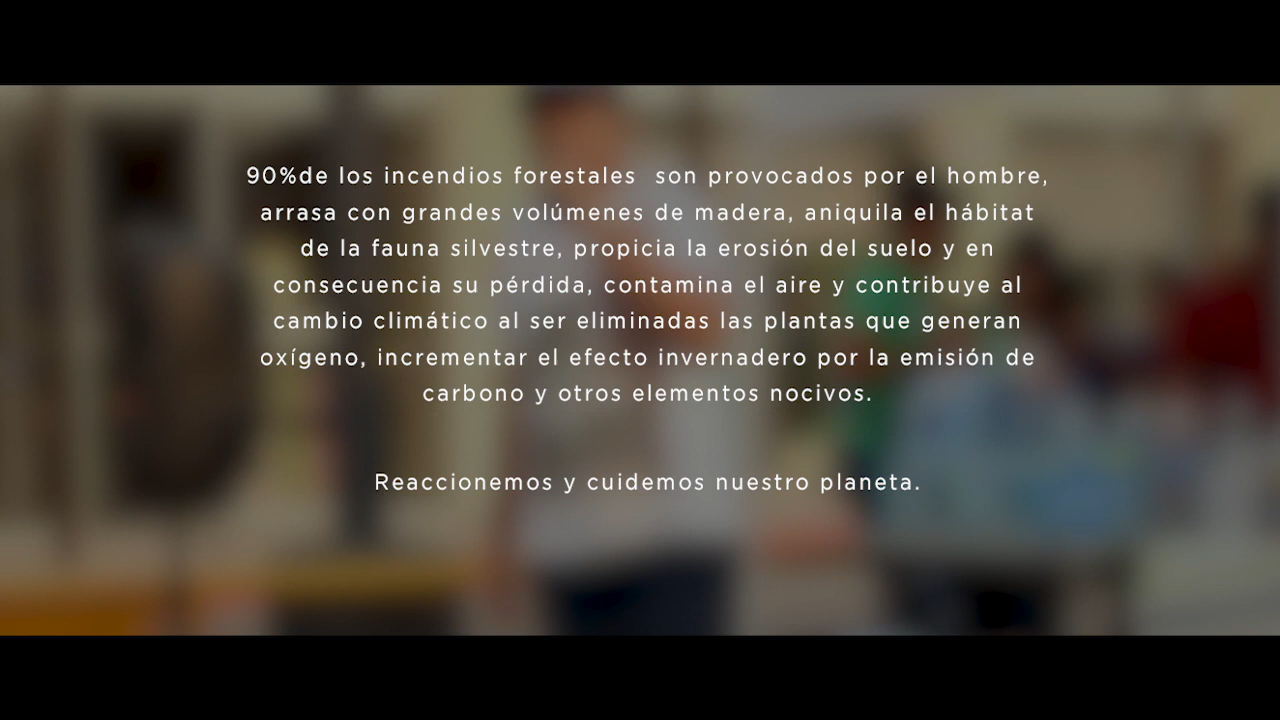 90%de los incendios forestales  son provocados por el hombre,
arrasa con grandes volúmenes de madera, aniquila el hábitat
de la fauna silvestre, propicia la erosión del suelo y en
consecuencia su pérdida, contamina el aire y contribuye al
cambio climático al ser eliminadas las plantas que generan
oxígeno, incrementar el efecto invernadero por la emisión de
carbono y otros elementos nocivos.
Reaccionemos y cuidemos nuestro planeta.